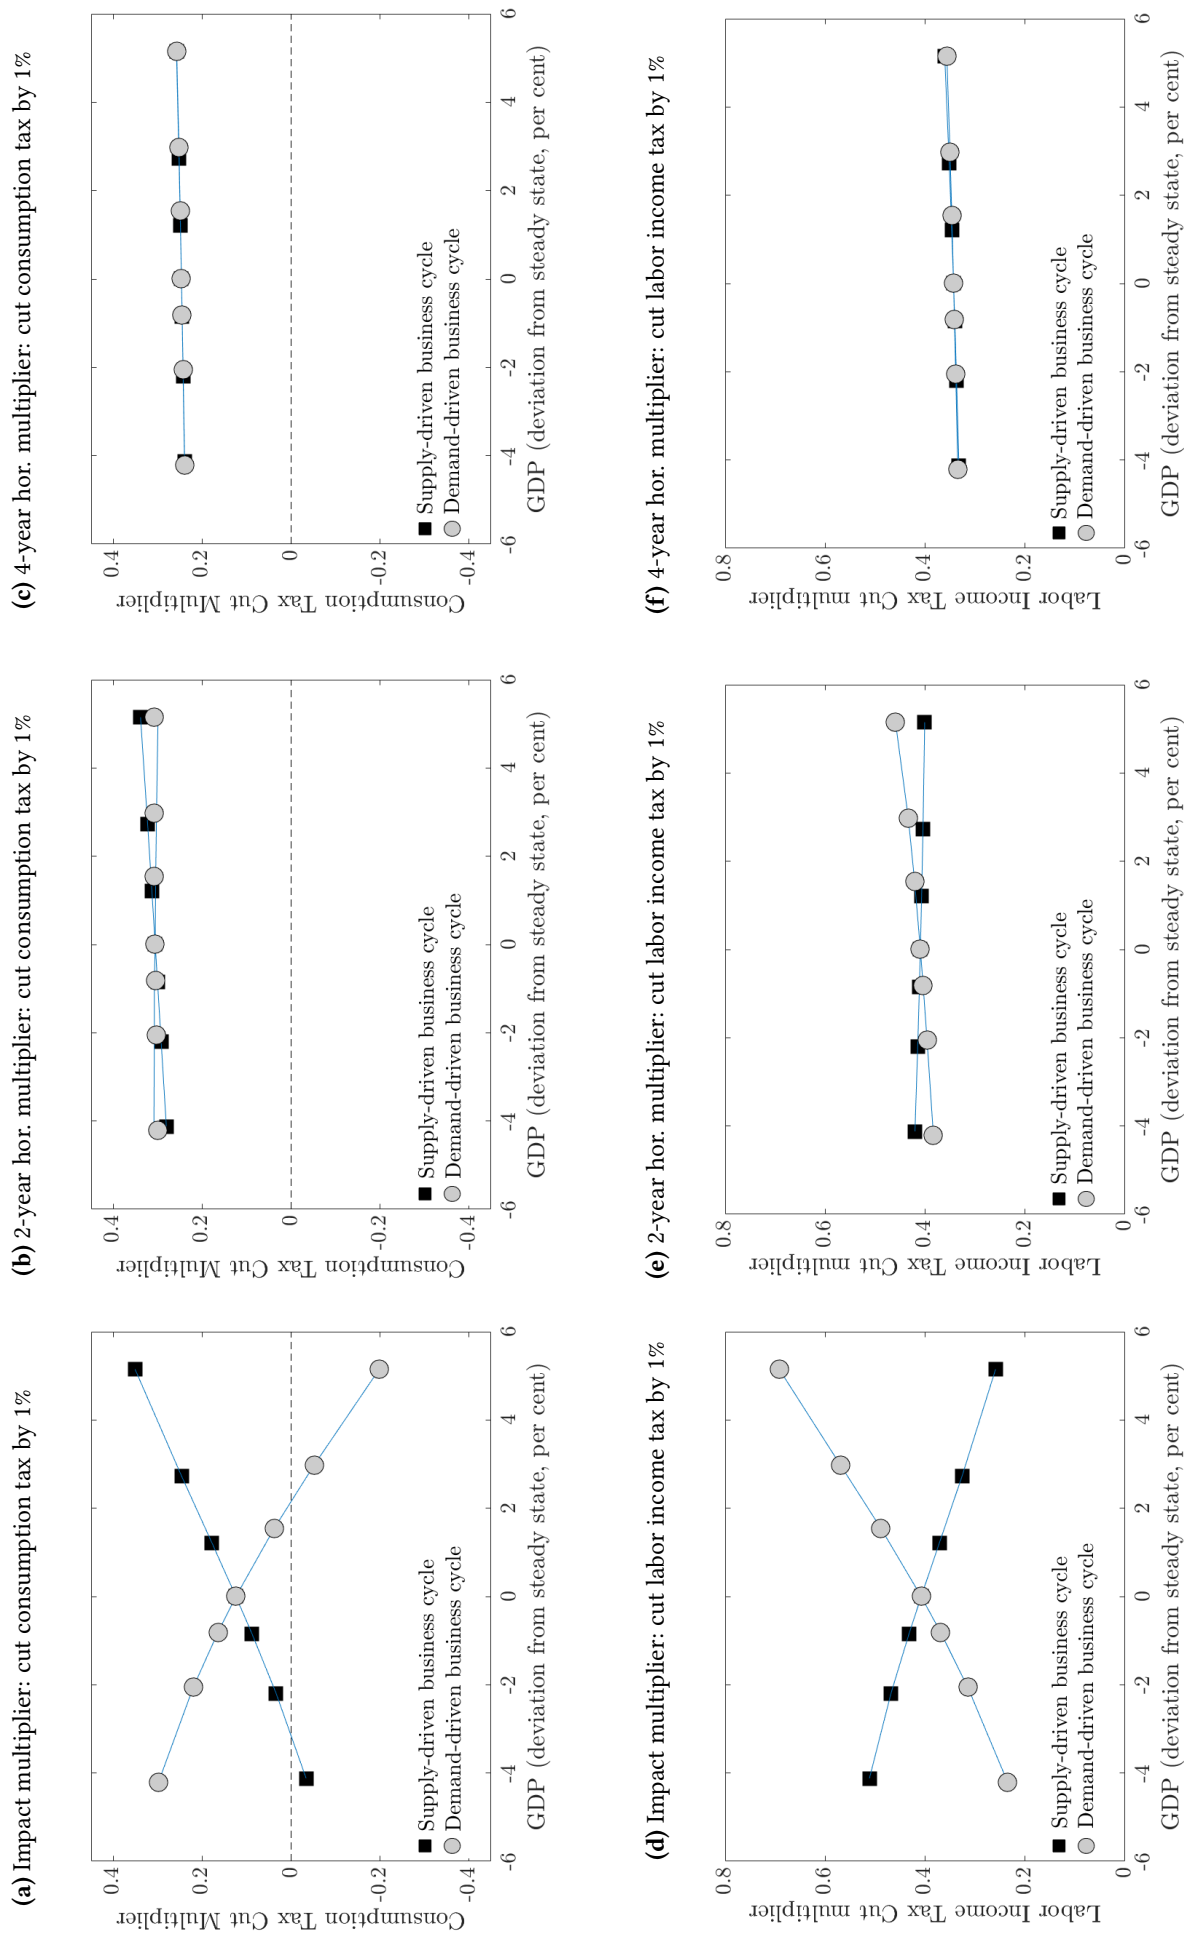 (a) Impact multiplier: cut consumption tax by 1%
Consumption Tax Cut Multiplier
0.4
0.2
0
-0.2
-0.4
Supply-driven business cycle
Demand-driven business cycle
-6 -4 -2 0 2 4 6
GDP (deviation from steady state, per cent)
(b) 2-year hor. multiplier: cut consumption tax by 1%
Consumption Tax Cut Multiplier
0.4
0.2
0
-0.2
-0.4
Supply-driven business cycle
Demand-driven business cycle
-6 -4 -2 0 2 4 6
GDP (deviation from steady state, per cent)
(c) 4-year hor. multiplier: cut consumption tax by 1%
Consumption Tax Cut Multiplier
0.4
0.2
0
-0.2
-0.4
Supply-driven business cycle
Demand-driven business cycle
-6 -4 -2 0 2 4 6
GDP (deviation from steady state, per cent)
(d) Impact multiplier: cut labor income tax by 1%
Labor Income Tax Cut multiplier
0.8
0.6
0.4
0.2
0
Supply-driven business cycle
Demand-driven business cycle
-6 -4 -2 0 2 4 6
GDP (deviation from steady state, per cent)
(e) 2-year hor. multiplier: cut labor income tax by 1%
Labor Income Tax Cut multiplier
0.8
0.6
0.4
0.2
0
Supply-driven business cycle
Demand-driven business cycle
-6 -4 -2 0 2 4 6
GDP (deviation from steady state, per cent)
(f) 4-year hor. multiplier: cut labor income tax by 1%
Labor Income Tax Cut multiplier
0.8
0.6
0.4
0.2
0
Supply-driven business cycle
Demand-driven business cycle
-6 -4 -2 0 2 4 6
GDP (deviation from steady state, per cent)